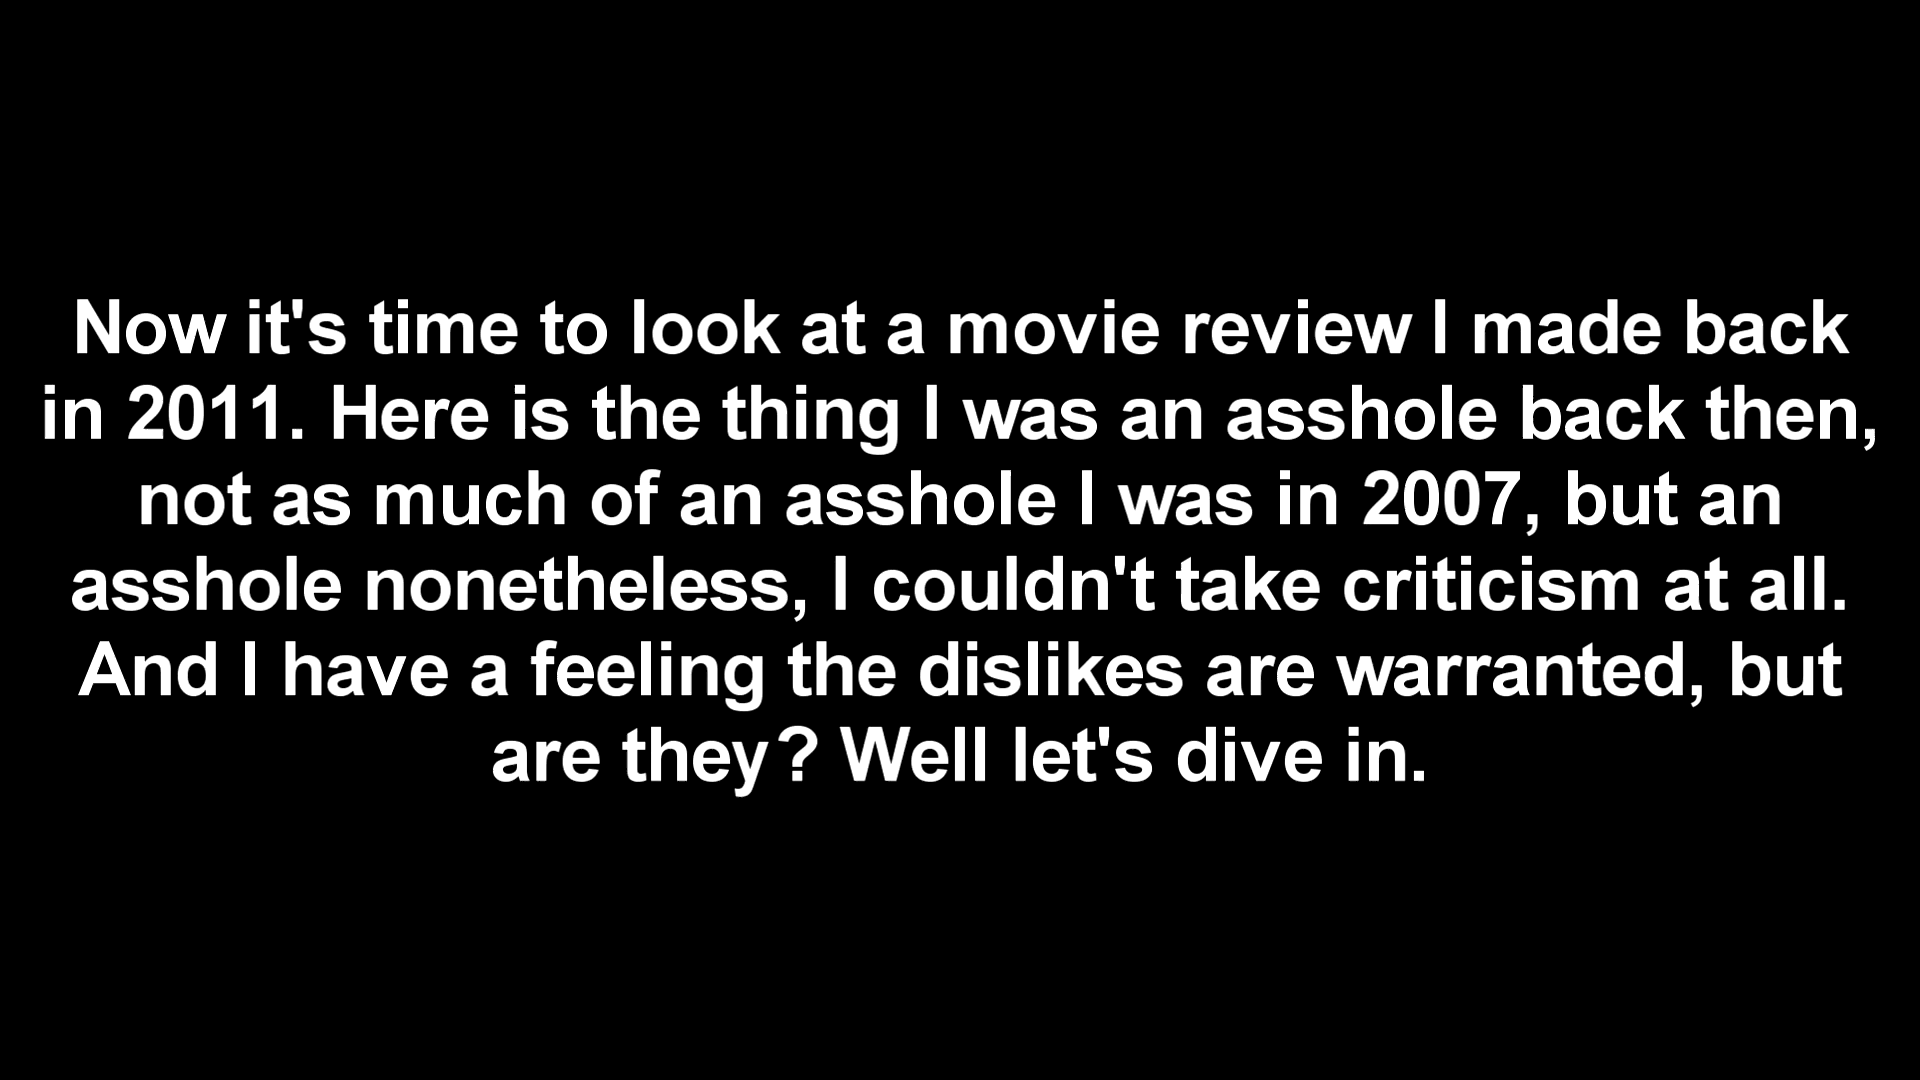 Now it's time to look at a movie review I made back
in 2011. Here is the thing I was an asshole back then,
not as much of an asshole I was in 2007, but an
asshole nonetheless, I couldn't take criticism at all.
And I have a feeling the dislikes are warranted, but
are they? Well let's dive in.